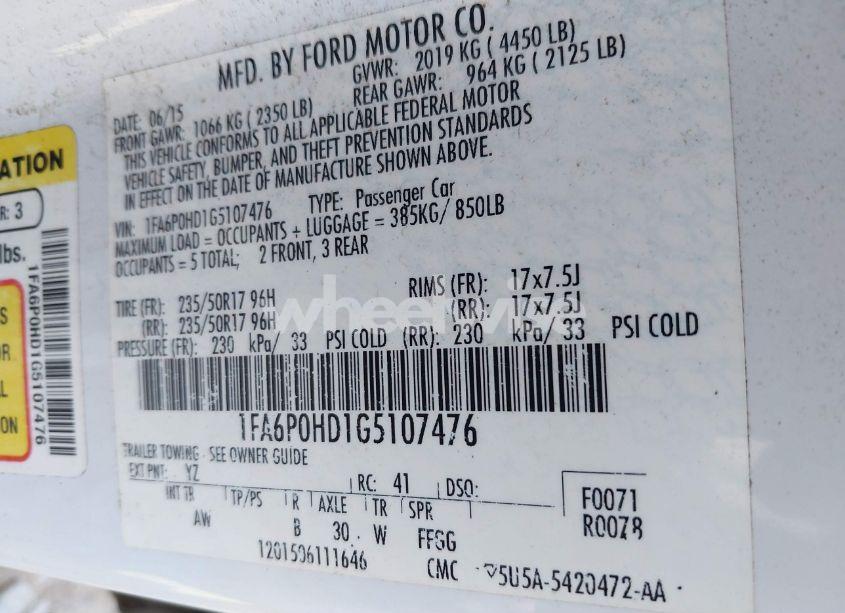 MFD. BY FORD MOTOR CO.
DATE: 06/15 GVWR: 2019 KG ( 4450 LB)
FRONT GAWR: 1066 KG ( 2350 LB) REAR GAWR: 964 KG ( 2125 LB)
THIS VEHICLE CONFORMS TO ALL APPLICABLE FEDERAL MOTOR
VEHICLE SAFETY, BUMPER, AND THEFT PREVENTION STANDARDS
IN EFFECT ON THE DATE OF MANUFACTURE SHOWN ABOVE.
VIN: 1FA6P0HD1G5107476 TYPE: Passenger Car
MAXIMUM LOAD = OCCUPANTS + LUGGAGE = 385KG/ 850LB
OCCUPANTS = 5 TOTAL; 2 FRONT, 3 REAR
TIRE (FR): 235/50R17 96H RIMS (FR): 17x7.5J
(RR): 235/50R17 96H (RR): 17x7.5J
PRESSURE (FR): 230 kPa/ 33 PSI COLD (RR): 230 kPa/ 33 PSI COLD
1FA6P0HD1G5107476
TRAILER TOWING - SEE OWNER GUIDE
EXT PNT: YZ RC: 41 DSO:
INT TR TP/PS R AXLE TR SPR
AW B 30 W FFGG
F0071
R0078
1201506111646 CMC 5U5A-5420472-AA
ATION
R: 3
lbs.
1FA6P0HD1G5107476
S
OR
L
ON